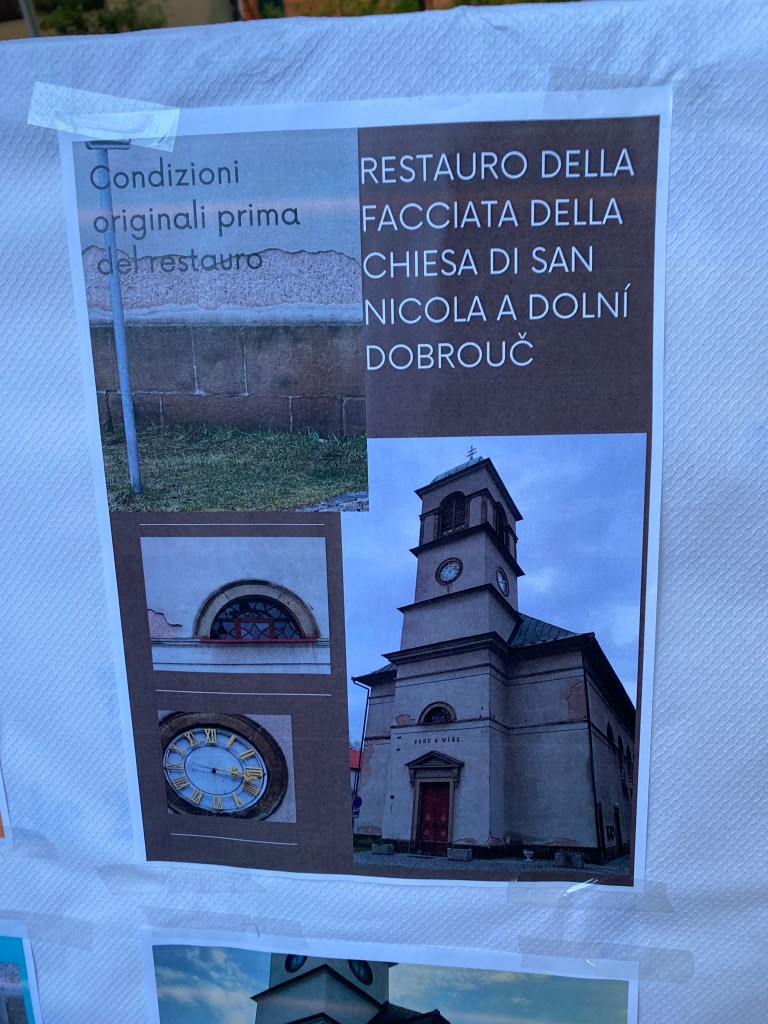 Condizioni
originali prima
del restauro
RESTAURO DELLA
FACCIATA DELLA
CHIESA DI SAN
NICOLA A DOLNÍ
DOBROUČ